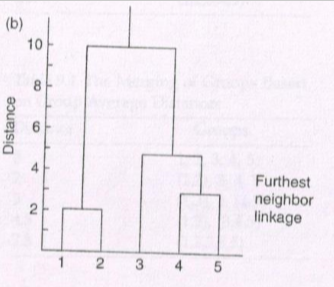 (b)
10
8
6
4
2
Distance
1 2 3 4 5
Furthest
neighbor
linkage